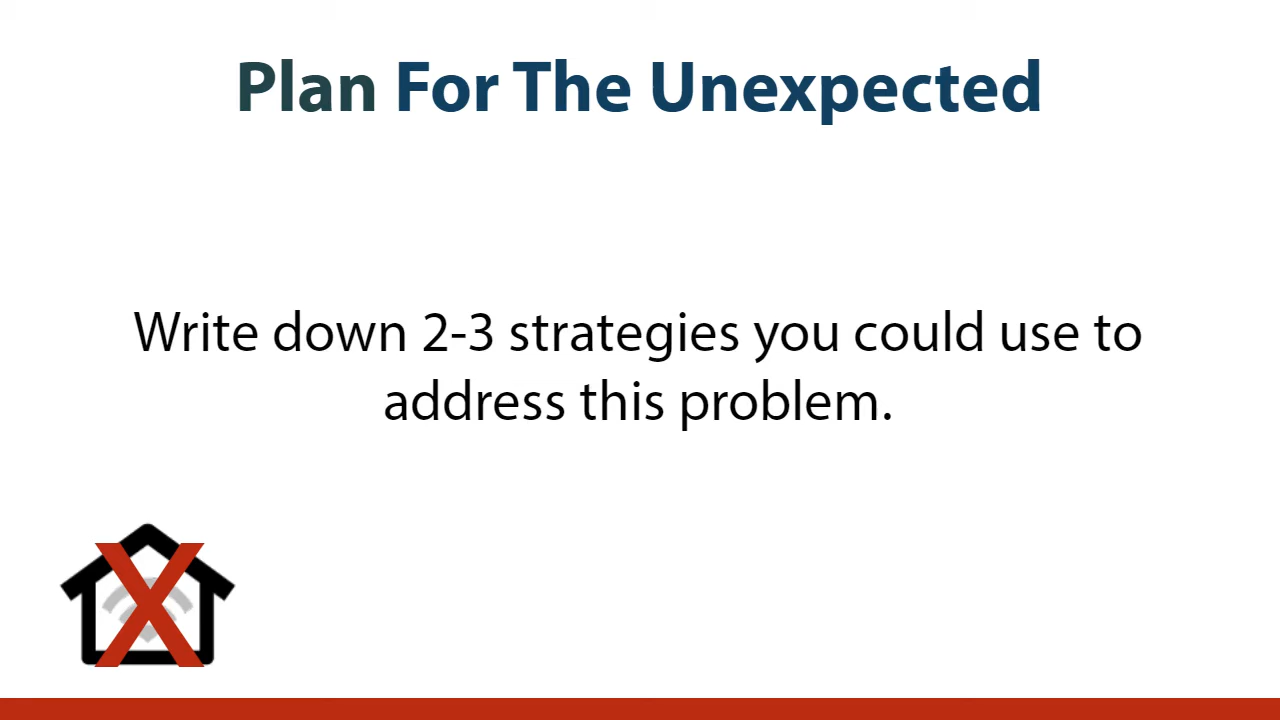 Plan For The Unexpected
Write down 2-3 strategies you could use to
address this problem.